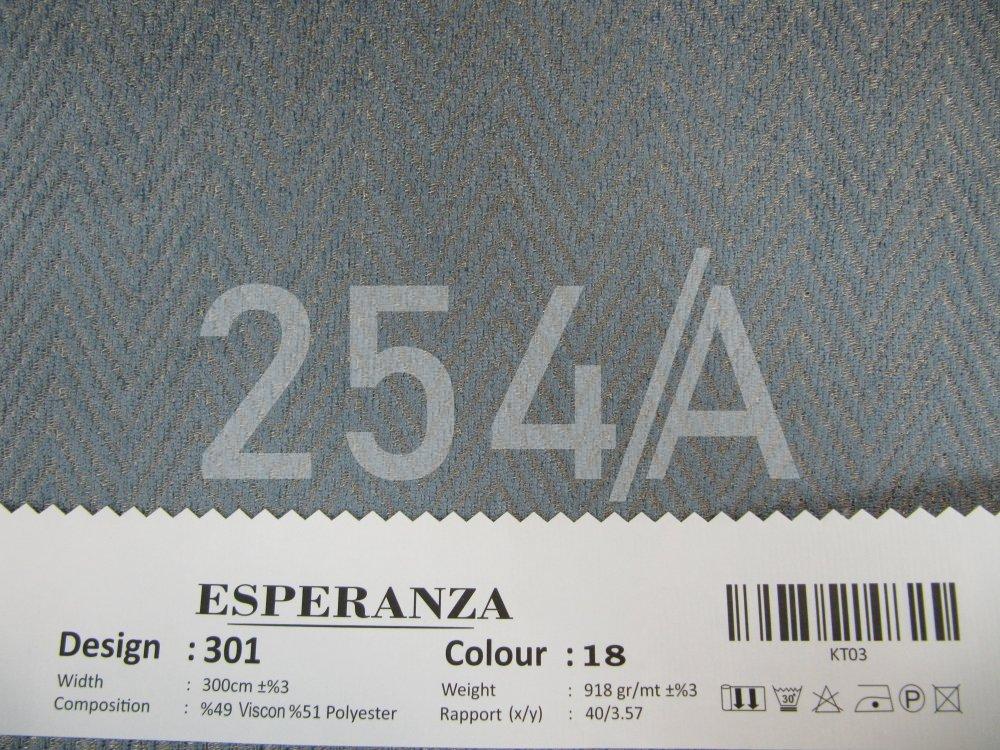 254/A
ESPERANZA
Design : 301
Colour : 18
Width : 300cm ±%3
Weight : 918 gr/mt ±%3
Composition : %49 Viscon %51 Polyester
Rapport (x/y) : 40/3.57
KT03
30°
P